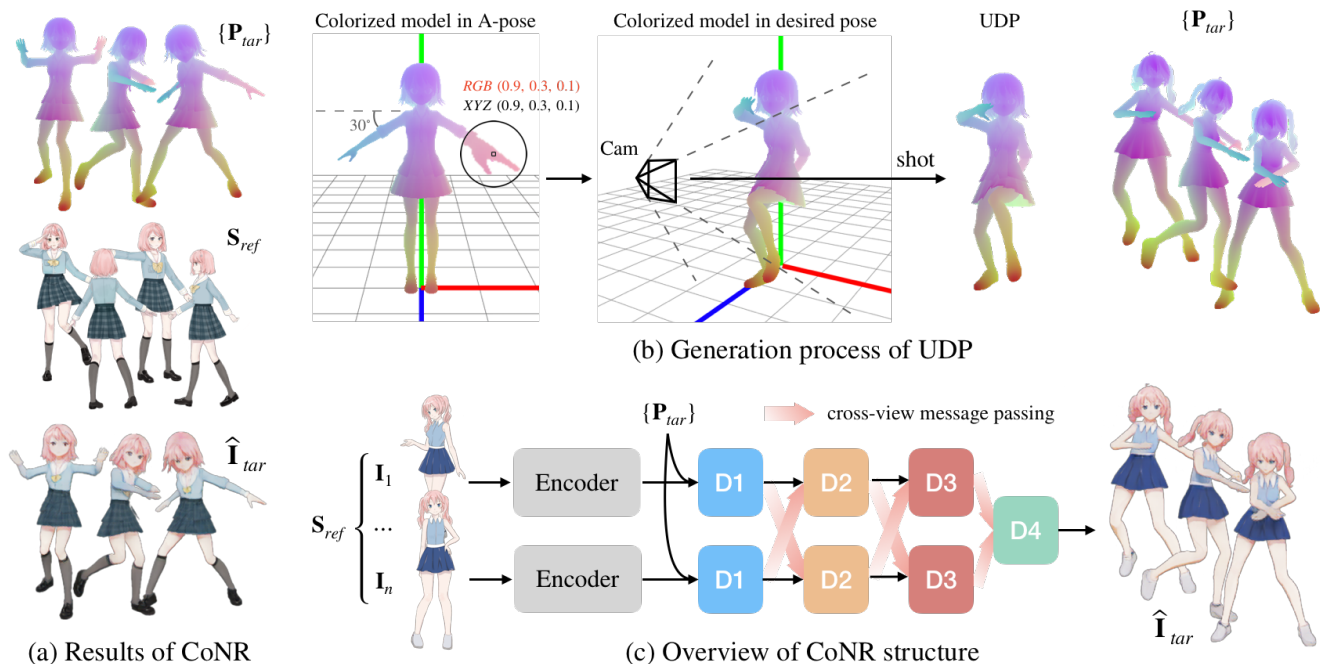 {P_tar}
S_ref
Î_tar
(a) Results of CoNR
Colorized model in A-pose
RGB (0.9, 0.3, 0.1)
XYZ (0.9, 0.3, 0.1)
30°
Colorized model in desired pose
Cam
shot
UDP
{P_tar}
(b) Generation process of UDP
{P_tar}
cross-view message passing
S_ref
I_1
...
I_n
Encoder
D1
D2
D3
Encoder
D1
D2
D3
D4
Î_tar
(c) Overview of CoNR structure